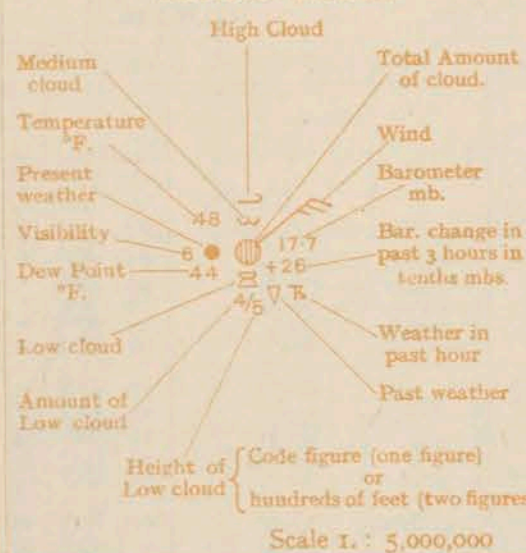 High Cloud
Medium
cloud
Total Amount
of cloud.
Temperature
°F.
Wind
Present
weather
Barometer
mb.
48
Visibility
6
17.7
Bar. change in
past 3 hours in
tenths mbs.
Dew Point
°F.
44
+26
4/5
Low cloud
Weather in
past hour
Amount of
Low cloud
Past weather
Height of
Low cloud
Code figure (one figure)
or
hundreds of feet (two figures
Scale 1. : 5,000,000